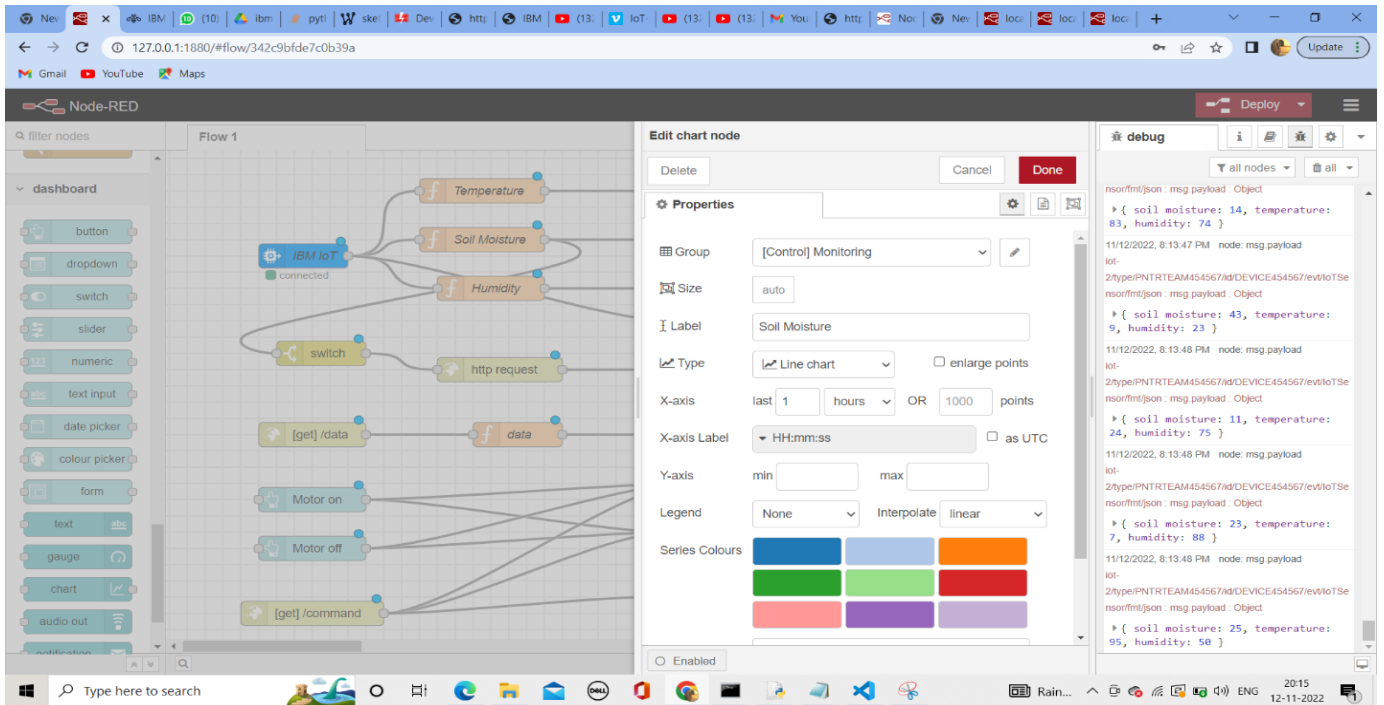 Nev
IBM
(10)
ibm
pytl
ske
Dev
http
IBM
(13
IoT
(13
(13
You
http
Noc
Nev
loca
loca
loca
127.0.0.1:1880/#flow/342c9bfde7c0b39a
Update
Gmail
YouTube
Maps
Node-RED
Deploy
filter nodes
dashboard
button
dropdown
switch
slider
numeric
text input
date picker
colour picker
form
text
gauge
chart
audio out
notification
Flow 1
Temperature
Soil Moisture
IBM IoT
connected
Humidity
switch
http request
[get] /data
data
Motor on
Motor off
[get] /command
Edit chart node
Delete
Cancel
Done
Properties
Group
[Control] Monitoring
Size
auto
Label
Soil Moisture
Type
Line chart
enlarge points
X-axis
last 1 hours OR 1000 points
X-axis Label
HH:mm:ss
as UTC
Y-axis
min
max
Legend
None
Interpolate
linear
Series Colours
Enabled
debug
i
all nodes
all
nsor/fmt/json : msg.payload : Object
{ soil moisture: 14, temperature:
83, humidity: 74 }
11/12/2022, 8:13:47 PM node: msg.payload
iot-
2/type/PNTRTEAM454567/id/DEVICE454567/evt/IoTSe
nsor/fmt/json : msg.payload : Object
{ soil moisture: 43, temperature:
9, humidity: 23 }
11/12/2022, 8:13:48 PM node: msg.payload
iot-
2/type/PNTRTEAM454567/id/DEVICE454567/evt/IoTSe
nsor/fmt/json : msg.payload : Object
{ soil moisture: 11, temperature:
24, humidity: 75 }
11/12/2022, 8:13:48 PM node: msg.payload
iot-
2/type/PNTRTEAM454567/id/DEVICE454567/evt/IoTSe
nsor/fmt/json : msg.payload : Object
{ soil moisture: 23, temperature:
7, humidity: 88 }
11/12/2022, 8:13:48 PM node: msg.payload
iot-
2/type/PNTRTEAM454567/id/DEVICE454567/evt/IoTSe
nsor/fmt/json : msg.payload : Object
{ soil moisture: 25, temperature:
95, humidity: 50 }
Type here to search
Rain...
ENG
20:15
12-11-2022